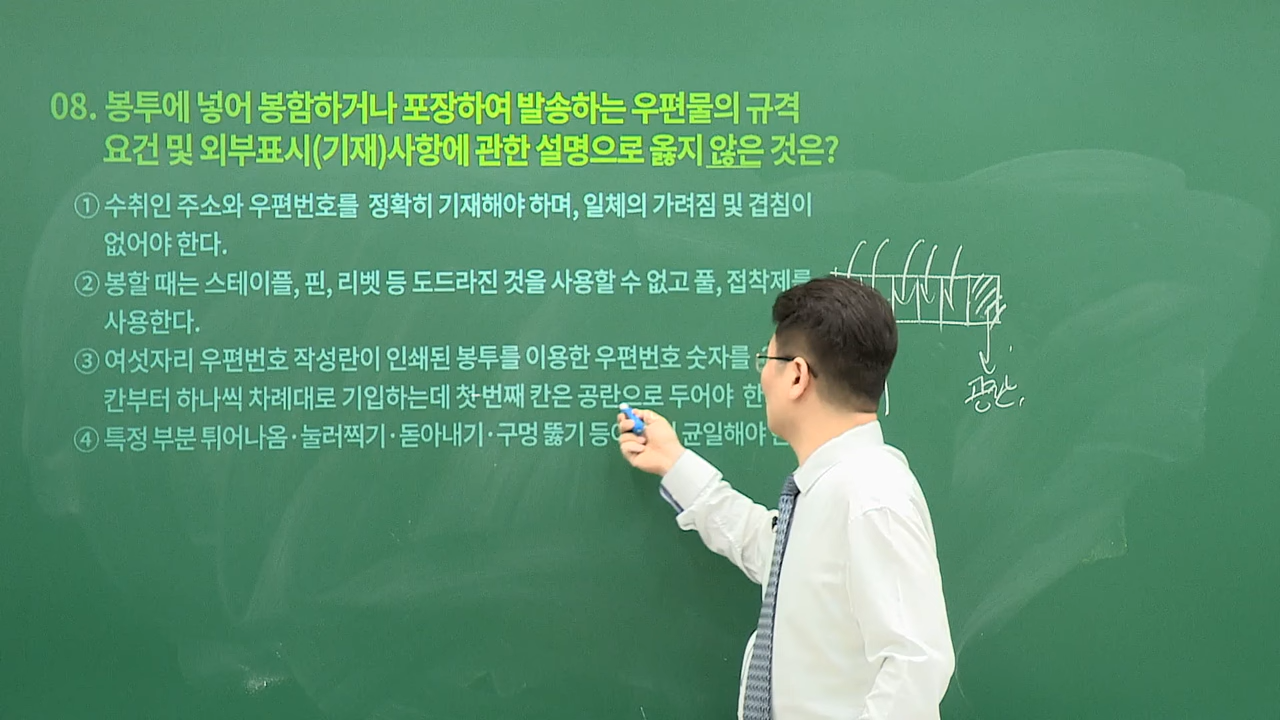 08. 봉투에 넣어 봉함하거나 포장하여 발송하는 우편물의 규격
요건 및 외부표시(기재)사항에 관한 설명으로 옳지 않은 것은?
① 수취인 주소와 우편번호를 정확히 기재해야 하며, 일체의 가려짐 및 겹침이
없어야 한다.
② 봉할 때는 스테이플, 핀, 리벳 등 도드라진 것을 사용할 수 없고 풀, 접착제를
사용한다.
③ 여섯자리 우편번호 작성란이 인쇄된 봉투를 이용한 우편번호 숫자를
칸부터 하나씩 차례대로 기입하는데 첫 번째 칸은 공란으로 두어야 한
④ 특정 부분 튀어나옴·눌러찍기·돋아내기·구멍 뚫기 등 균일해야
공란